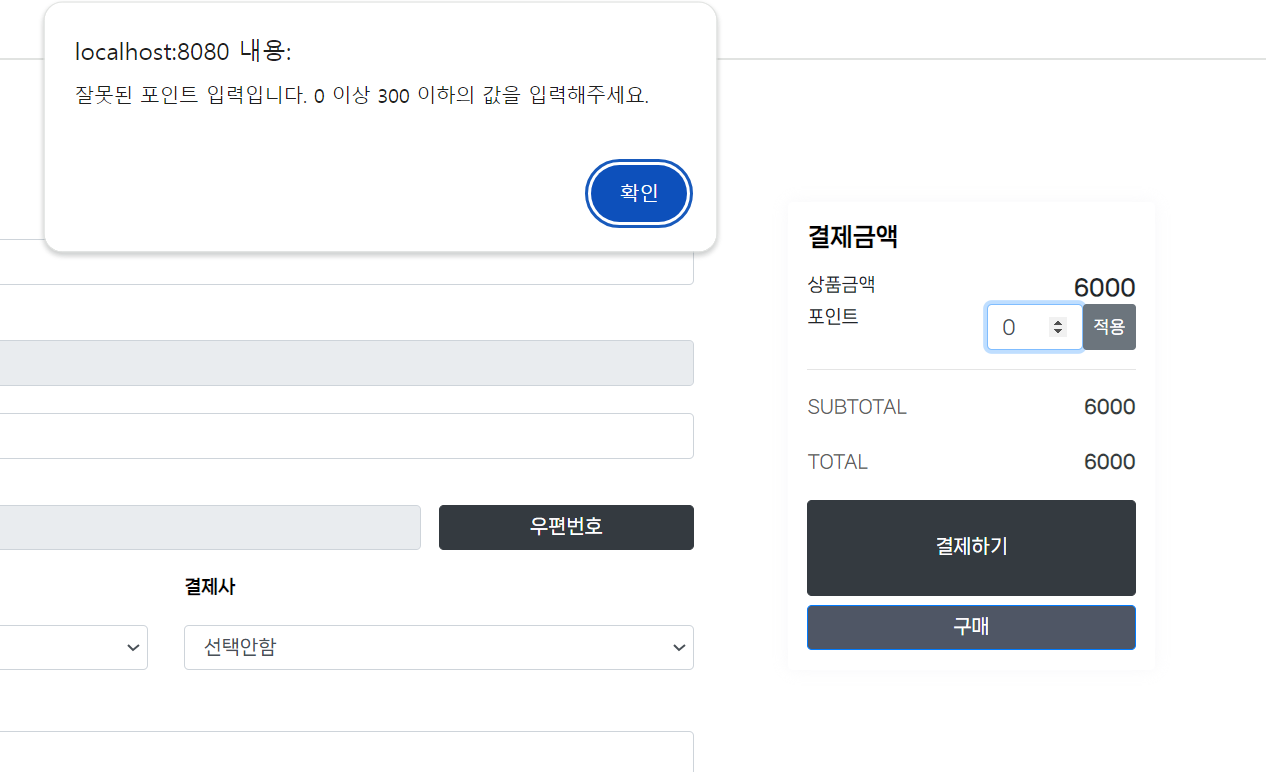 localhost:8080 내용:
잘못된 포인트 입력입니다. 0 이상 300 이하의 값을 입력해주세요.
확인
결제금액
상품금액 6000
포인트 0 적용
SUBTOTAL 6000
TOTAL 6000
결제하기
구매
우편번호
결제사
선택안함